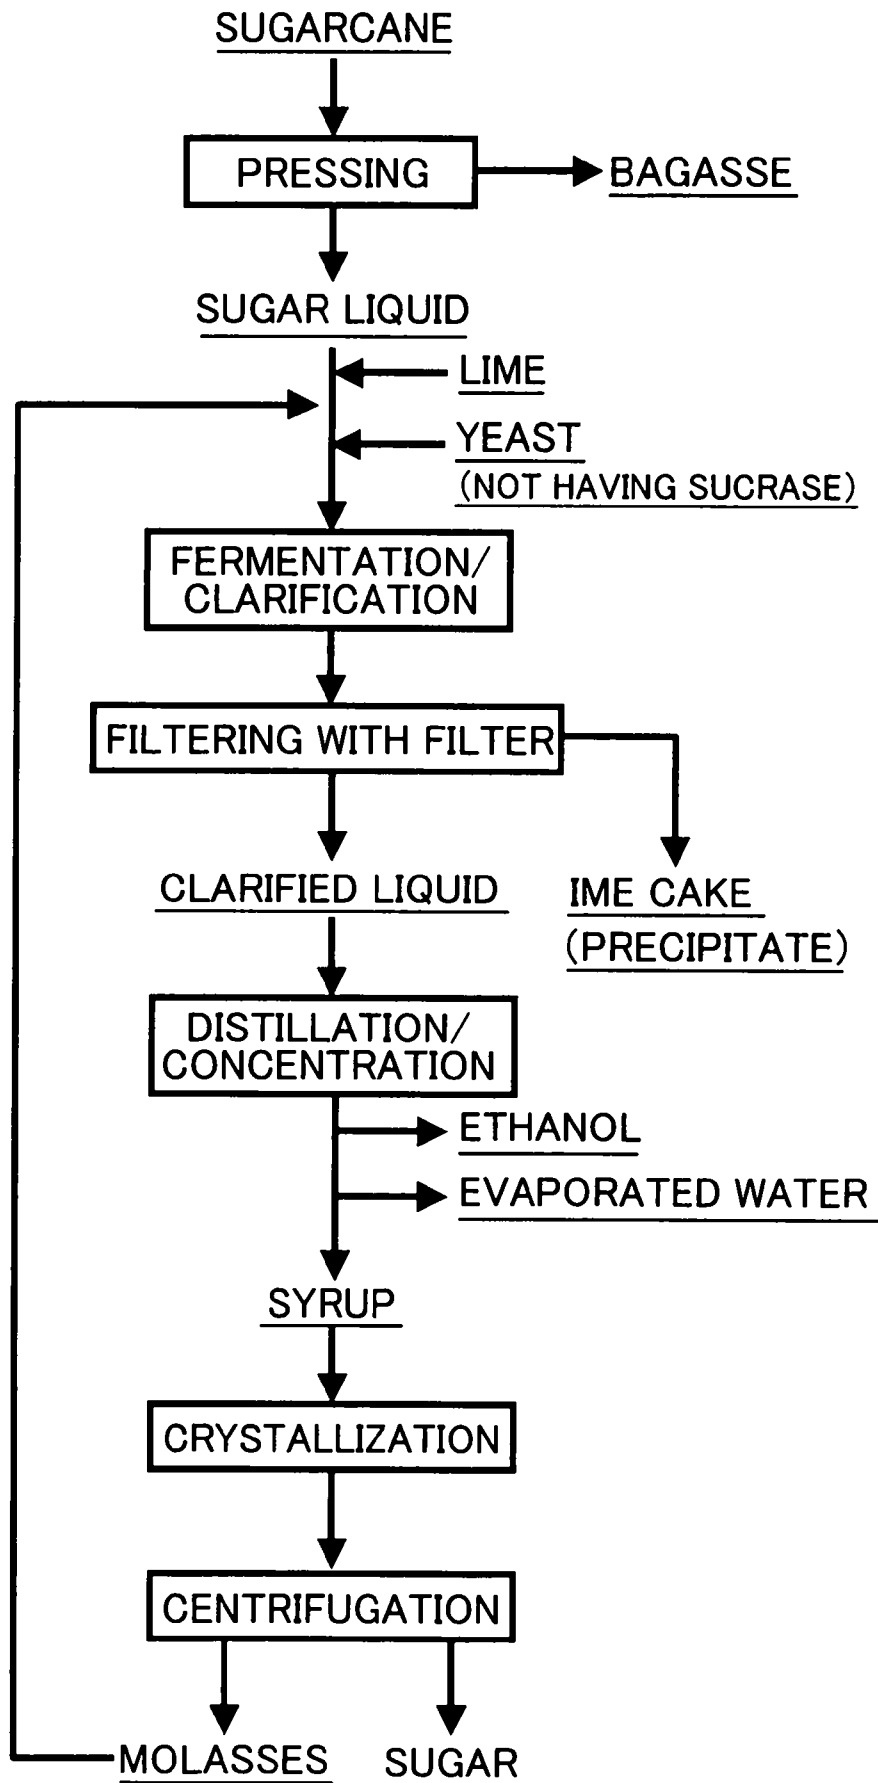 SUGARCANE
PRESSING
BAGASSE
SUGAR LIQUID
LIME
YEAST
(NOT HAVING SUCRASE)
FERMENTATION/
CLARIFICATION
FILTERING WITH FILTER
CLARIFIED LIQUID
IME CAKE
(PRECIPITATE)
DISTILLATION/
CONCENTRATION
ETHANOL
EVAPORATED WATER
SYRUP
CRYSTALLIZATION
CENTRIFUGATION
MOLASSES
SUGAR